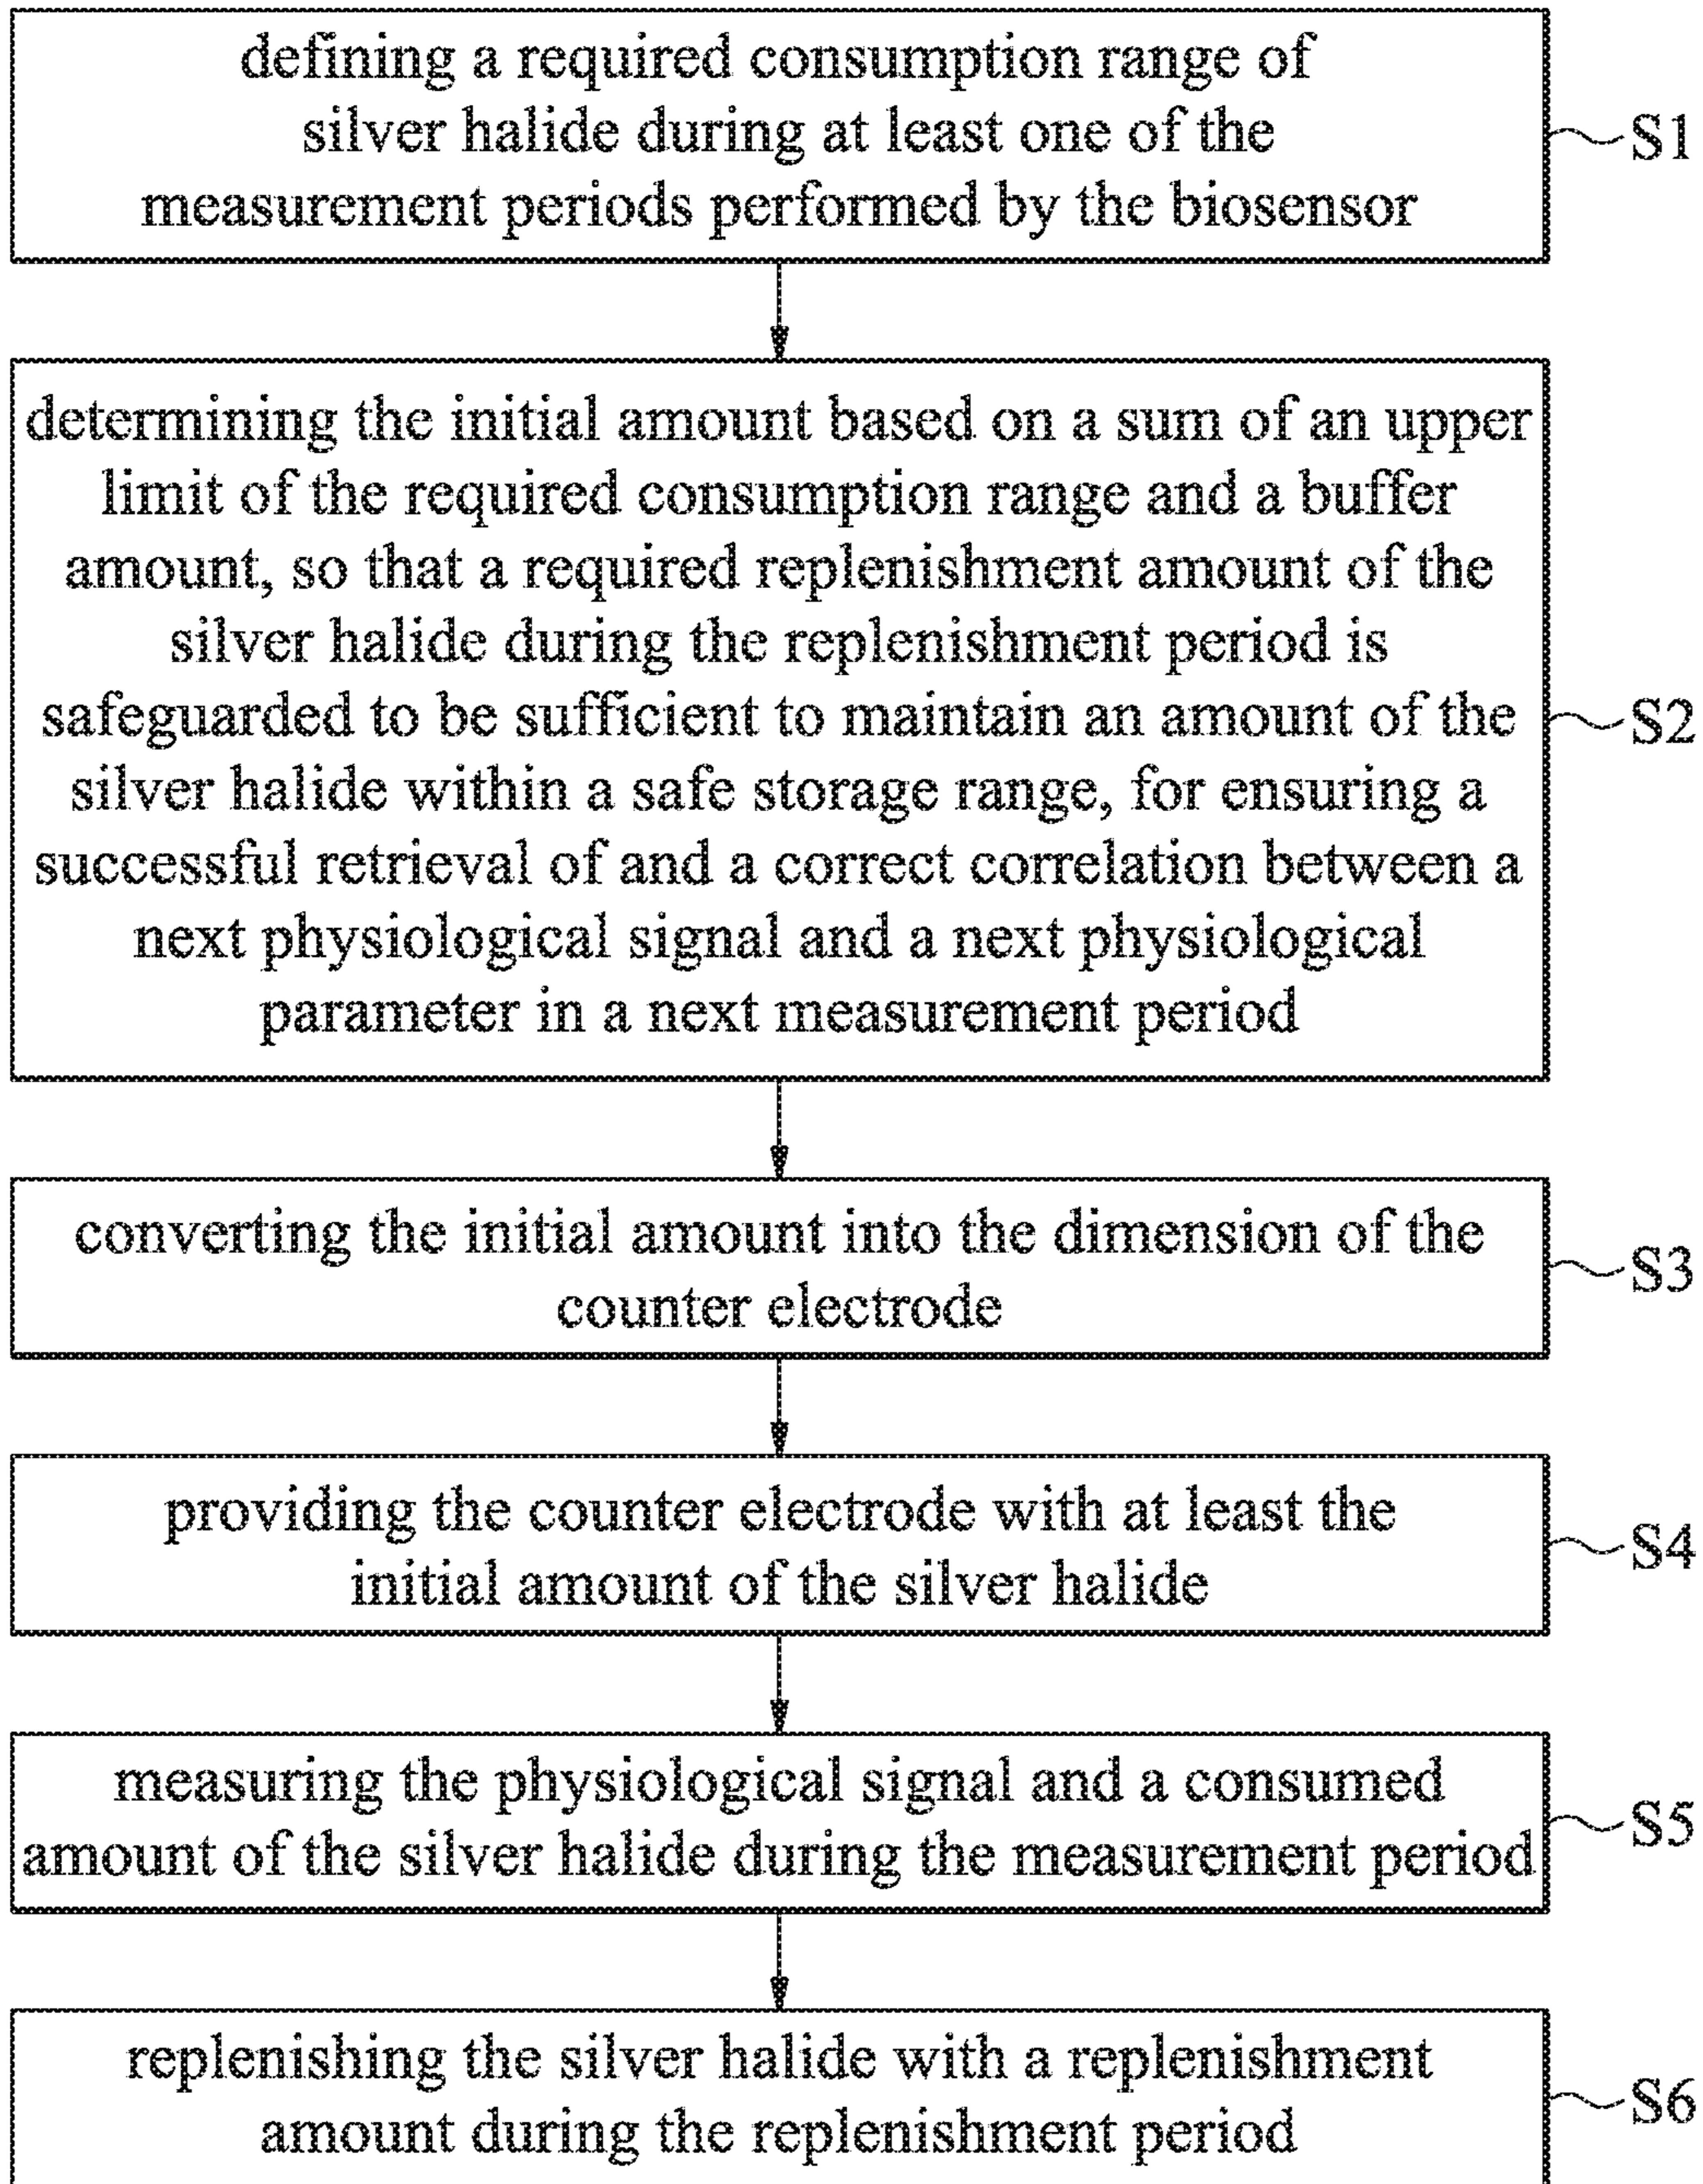 defining a required consumption range of
silver halide during at least one of the
measurement periods performed by the biosensor
S1
determining the initial amount based on a sum of an upper
limit of the required consumption range and a buffer
amount, so that a required replenishment amount of the
silver halide during the replenishment period is
safeguarded to be sufficient to maintain an amount of the
silver halide within a safe storage range, for ensuring a
successful retrieval of and a correct correlation between a
next physiological signal and a next physiological
parameter in a next measurement period
S2
converting the initial amount into the dimension of the
counter electrode
S3
providing the counter electrode with at least the
initial amount of the silver halide
S4
measuring the physiological signal and a consumed
amount of the silver halide during the measurement period
S5
replenishing the silver halide with a replenishment
amount during the replenishment period
S6